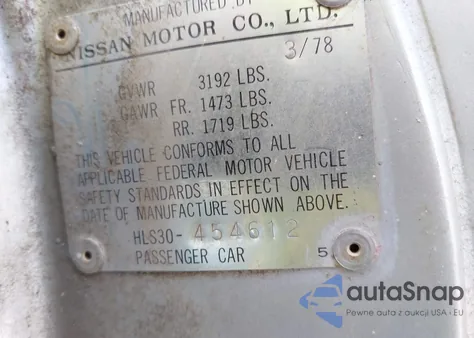 MANUFACTURED BY
NISSAN MOTOR CO., LTD.
3/78
GVWR 3192 LBS.
GAWR FR. 1473 LBS.
RR. 1719 LBS.
THIS VEHICLE CONFORMS TO ALL
APPLICABLE FEDERAL MOTOR VEHICLE
SAFETY STANDARDS IN EFFECT ON THE
DATE OF MANUFACTURE SHOWN ABOVE.
HLS30-454612
PASSENGER CAR 15
autoSnap
Pewne auta z aukcji USA - EU